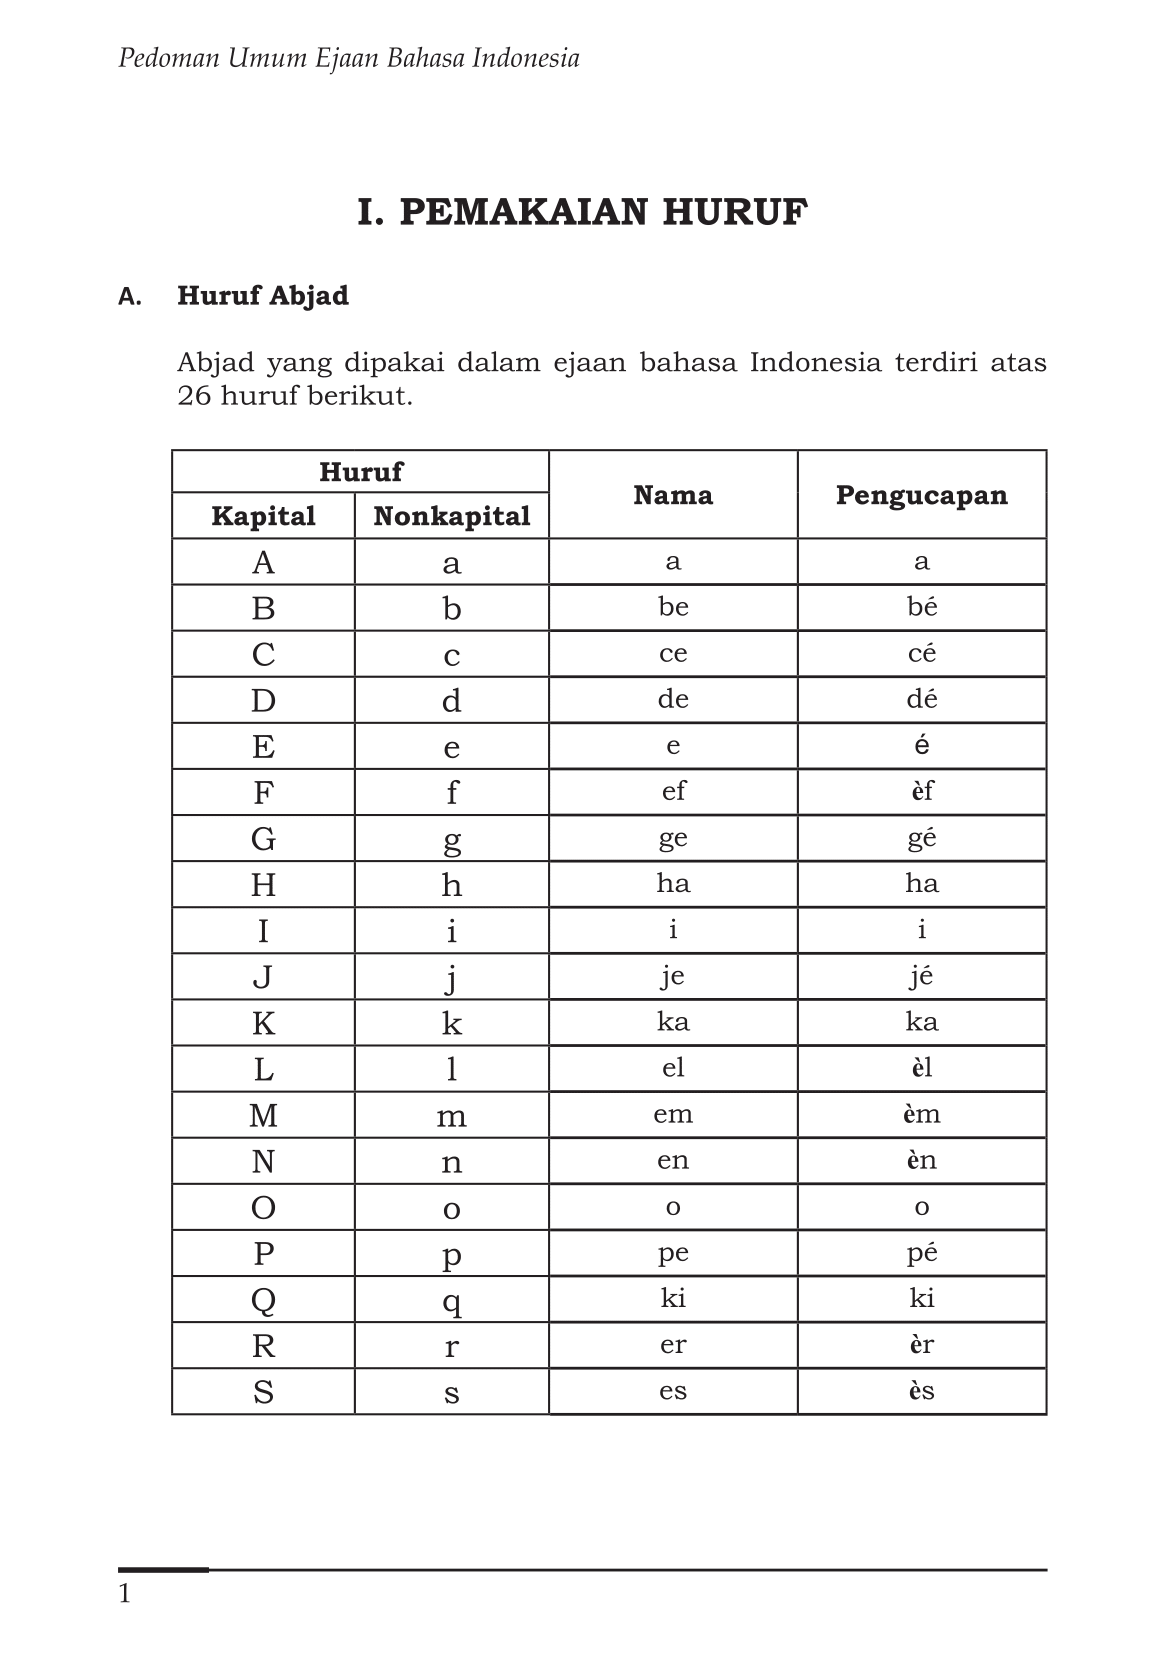 Pedoman Umum Ejaan Bahasa Indonesia
I. PEMAKAIAN HURUF
A. Huruf Abjad
Abjad yang dipakai dalam ejaan bahasa Indonesia terdiri atas
26 huruf berikut.
Huruf Nama Pengucapan
Kapital Nonkapital
A a a a
B b be bé
C c ce cé
D d de dé
E e e é
F f ef èf
G g ge gé
H h ha ha
I i i i
J j je jé
K k ka ka
L l el èl
M m em èm
N n en èn
O o o o
P p pe pé
Q q ki ki
R r er èr
S s es ès
1